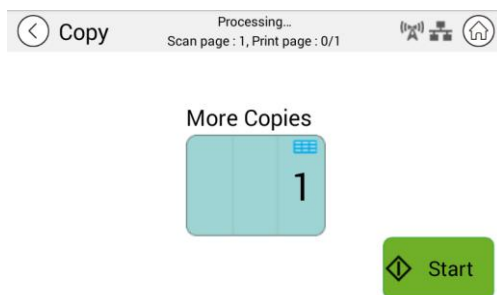 Copy
Processing...
Scan page : 1, Print page : 0/1
More Copies
1
Start